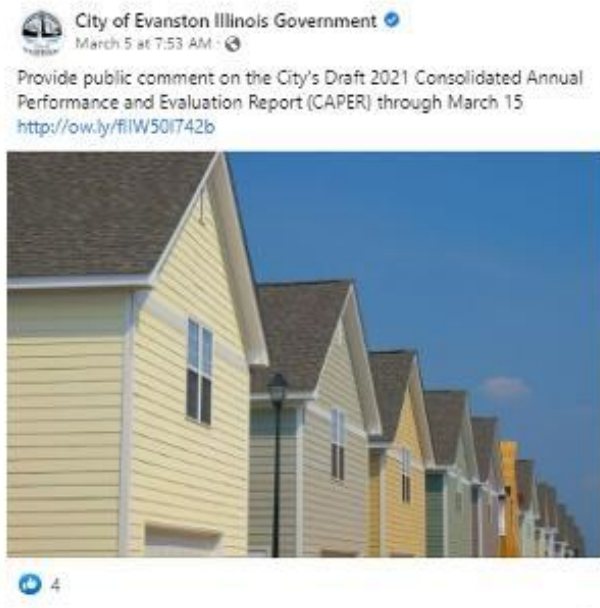 City of Evanston Illinois Government
March 5 at 7:53 AM ·
Provide public comment on the City's Draft 2021 Consolidated Annual
Performance and Evaluation Report (CAPER) through March 15
http://ow.ly/fIIW50I742b
4